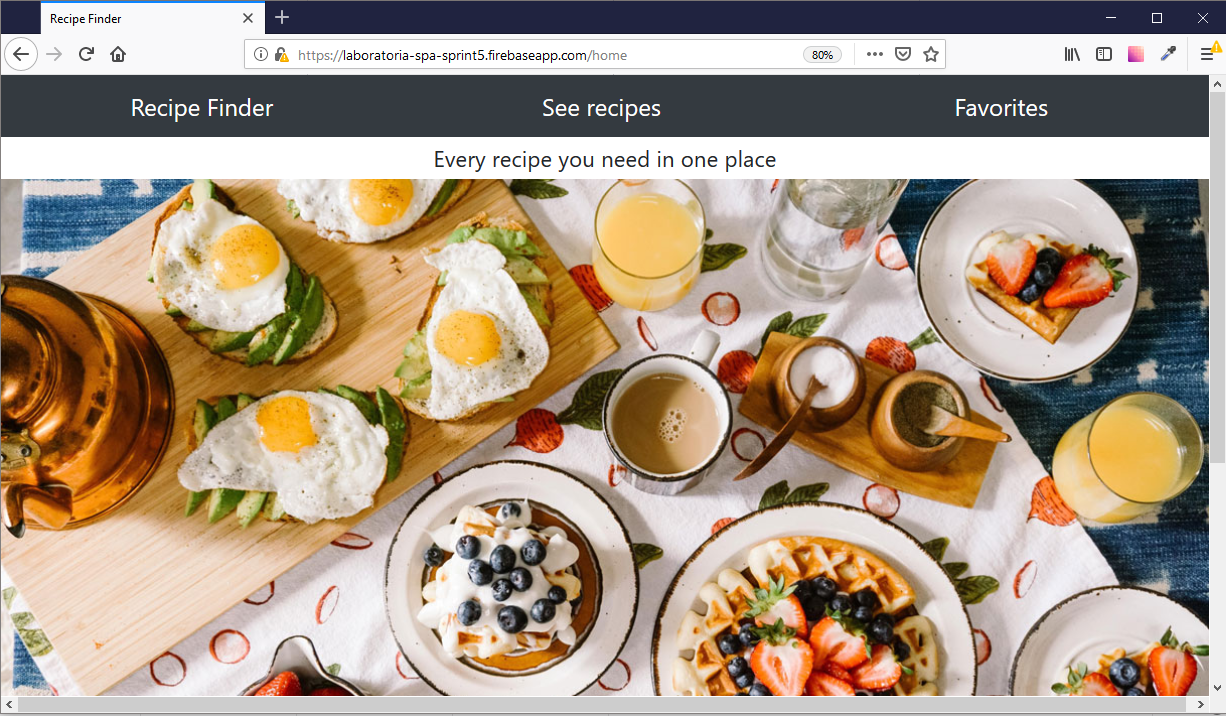 Recipe Finder
https://laboratoria-spa-sprint5.firebaseapp.com/home
80%
Recipe Finder
See recipes
Favorites
Every recipe you need in one place